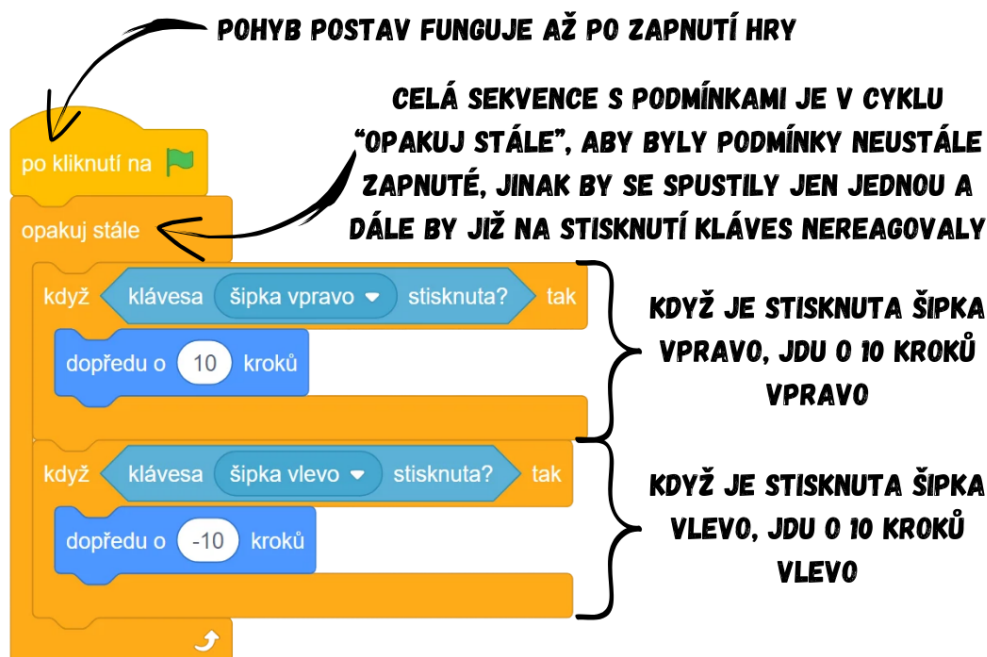 POHYB POSTAV FUNGUJE AŽ PO ZAPNUTÍ HRY
CELÁ SEKVENCE S PODMÍNKAMI JE V CYKLU
“OPAKUJ STÁLE”, ABY BYLY PODMÍNKY NEUSTÁLE
ZAPNUTÉ, JINAK BY SE SPUSTILY JEN JEDNOU A
DÁLE BY JIŽ NA STISKNUTÍ KLÁVES NEREAGOVALY
po kliknutí na
opakuj stále
když klávesa šipka vpravo stisknuta? tak
dopředu o 10 kroků
KDYŽ JE STISKNUTA ŠIPKA
VPRAVO, JDU O 10 KROKŮ
VPRAVO
když klávesa šipka vlevo stisknuta? tak
dopředu o -10 kroků
KDYŽ JE STISKNUTA ŠIPKA
VLEVO, JDU O 10 KROKŮ
VLEVO